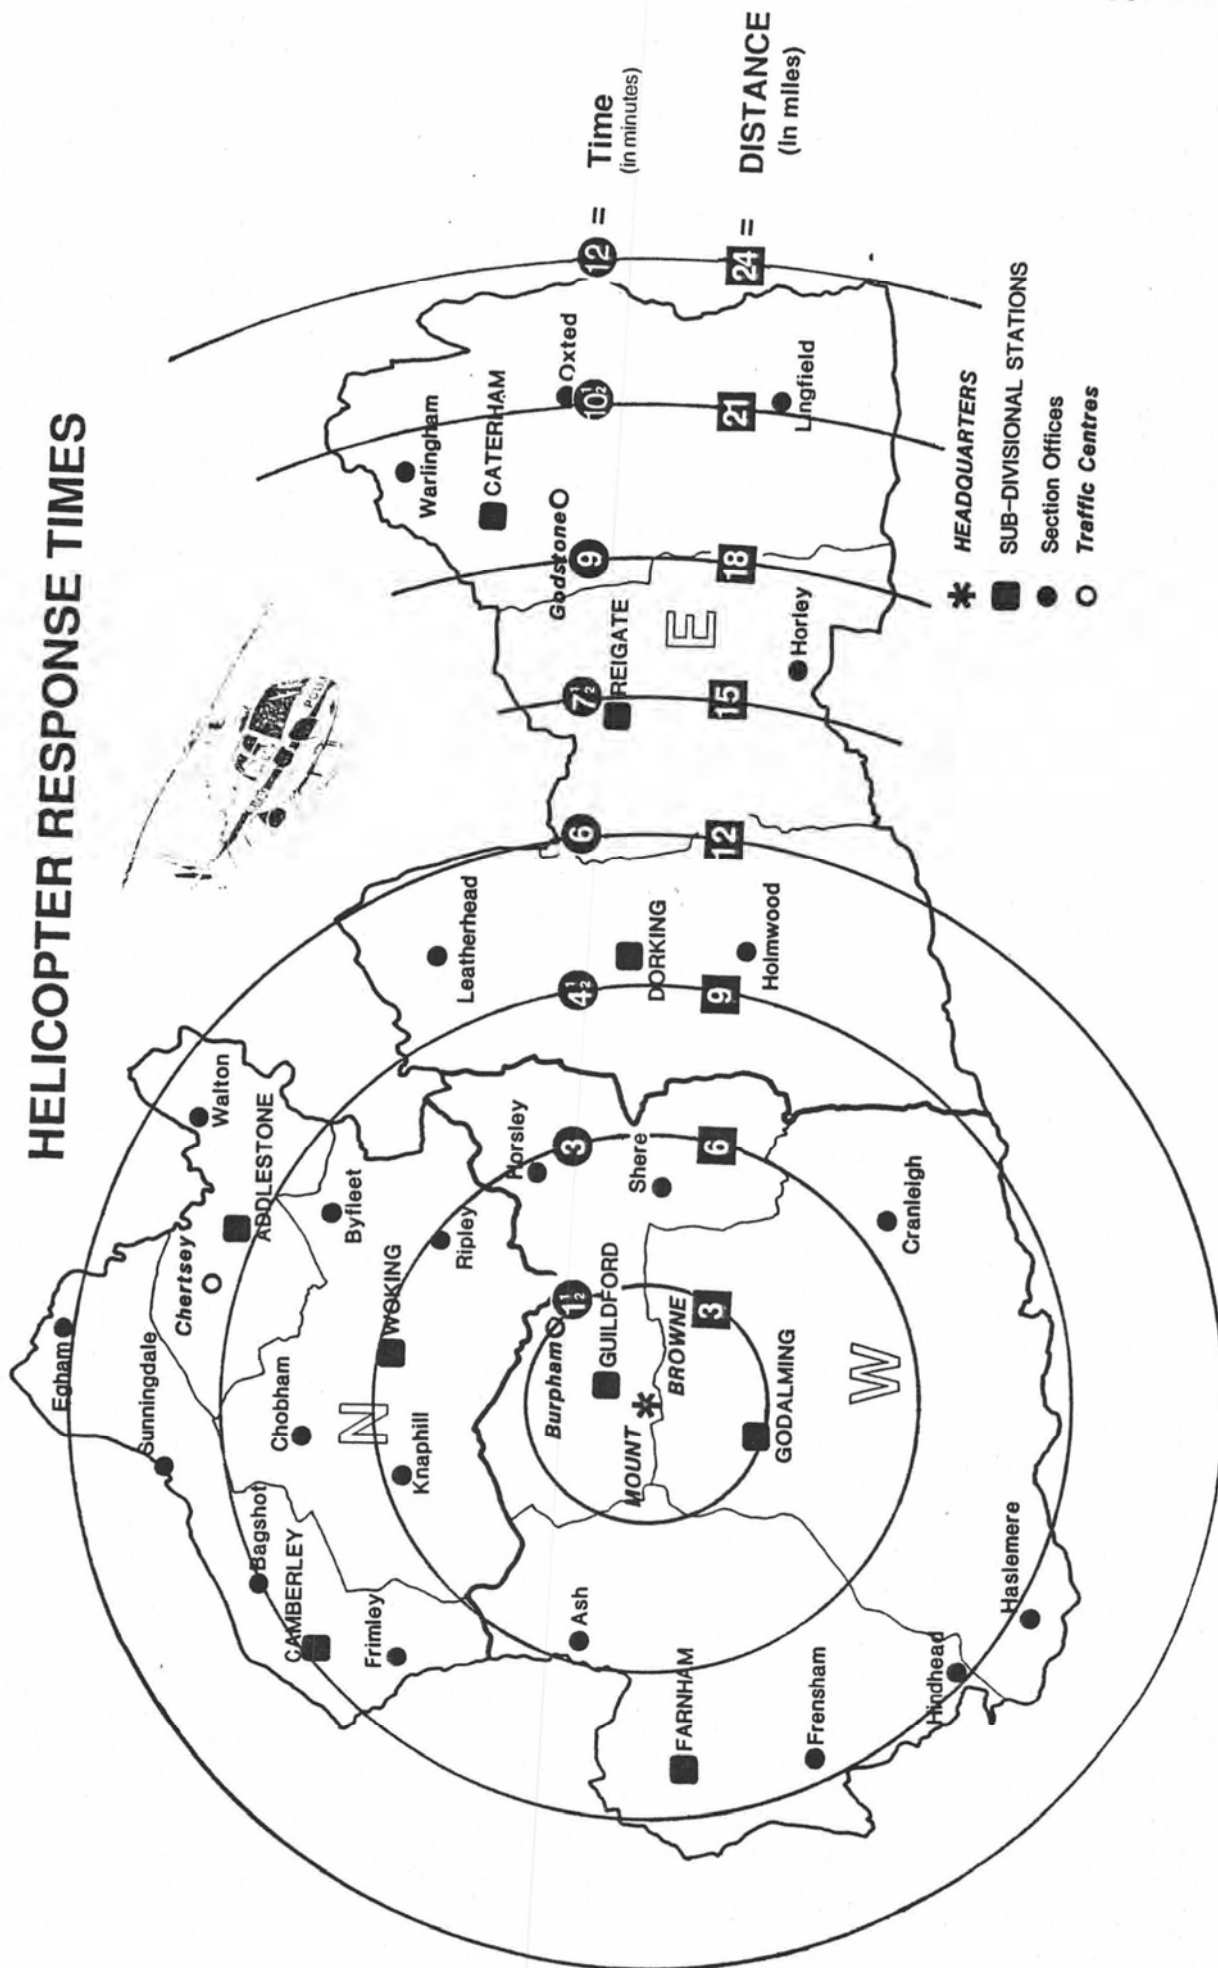 HELICOPTER RESPONSE TIMES
Egham
Sunningdale
Chertsey
Walton
ADDLESTONE
Bagshot
CAMBERLEY
Chobham
Byfleet
N
WOKING
Frimley
Knaphill
Ripley
Leatherhead
Warlingham
CATERHAM
Horsley
Burpham
Godstone
Oxted
Ash
GUILDFORD
1½
3
4½
6
7½
9
10½
12
= Time
(in minutes)
Shere
DORKING
REIGATE
MOUNT
BROWNE
FARNHAM
E
3
6
9
12
15
18
21
24
= DISTANCE
(In miles)
GODALMING
Holmwood
Horley
Lngfield
Frensham
W
Cranleigh
Hindhead
Haslemere
HEADQUARTERS
SUB-DIVISIONAL STATIONS
Section Offices
Traffic Centres